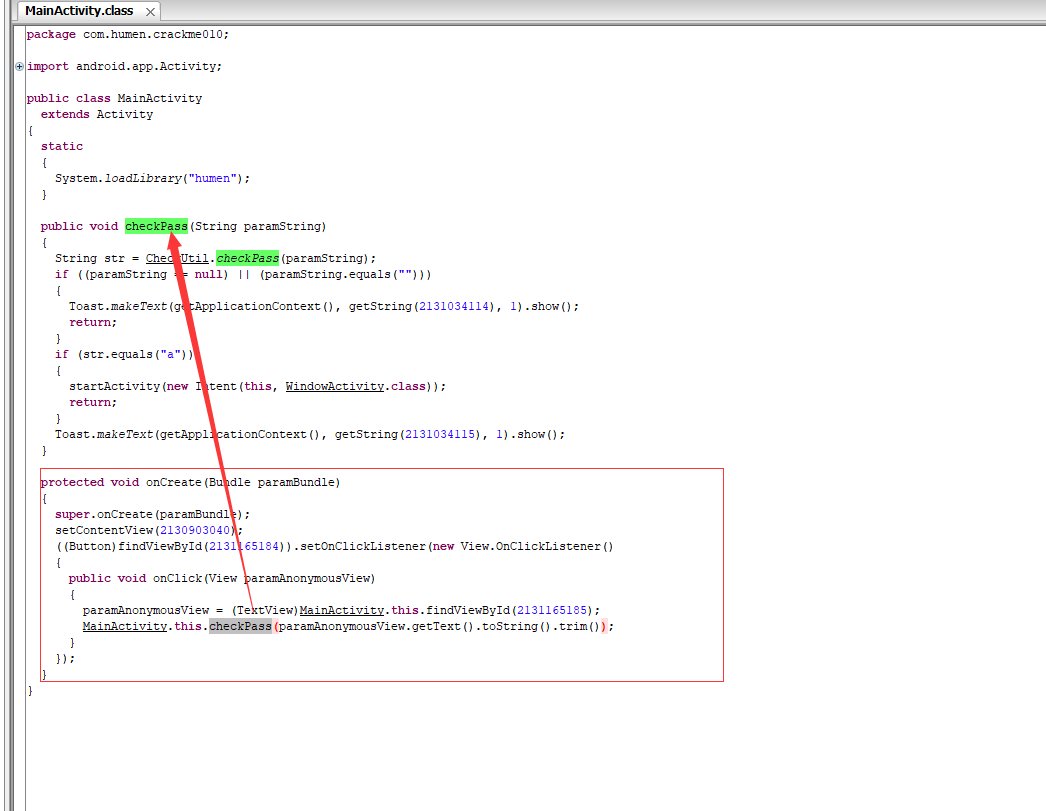 MainActivity.class
package com.humen.crackme010;
import android.app.Activity;
public class MainActivity
extends Activity
{
static
{
System.loadLibrary("humen");
}
public void checkPass(String paramString)
{
String str = CheckUtil.checkPass(paramString);
if ((paramString == null) || (paramString.equals("")))
{
Toast.makeText(getApplicationContext(), getString(2131034114), 1).show();
return;
}
if (str.equals("a"))
{
startActivity(new Intent(this, WindowActivity.class));
return;
}
Toast.makeText(getApplicationContext(), getString(2131034115), 1).show();
}
protected void onCreate(Bundle paramBundle)
{
super.onCreate(paramBundle);
setContentView(2130903040);
((Button)findViewById(2131165184)).setOnClickListener(new View.OnClickListener()
{
public void onClick(View paramAnonymousView)
{
paramAnonymousView = (TextView)MainActivity.this.findViewById(2131165185);
MainActivity.this.checkPass(paramAnonymousView.getText().toString().trim());
}
});
}
}